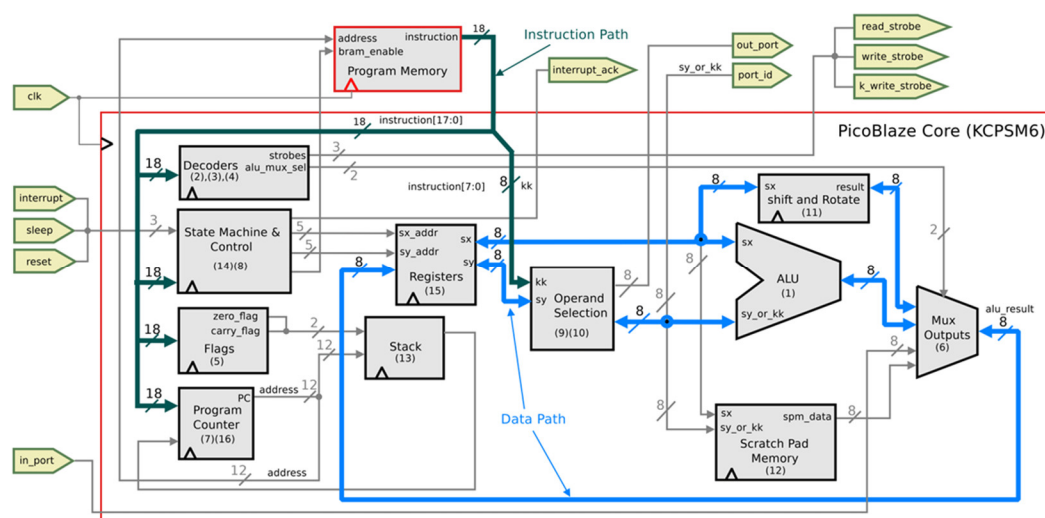 read_strobe
write_strobe
k_write_strobe
out_port
sy_or_kk
port_id
interrupt_ack
address
instruction
18
bram_enable
Program Memory
Instruction Path
clk
PicoBlaze Core (KCPSM6)
18
instruction[17:0]
18
Decoders
(2),(3),(4)
strobes
alu_mux_sel
3
2
instruction[7:0]
8
kk
interrupt
sleep
reset
3
18
State Machine &
Control
(14)(8)
5
5
sx_addr
sy_addr
sx
sy
Registers
(15)
8
8
8
kk
sy
Operand
Selection
(9)(10)
8
8
8
8
8
sx
result
shift and Rotate
(11)
8
8
sx
ALU
(1)
sy_or_kk
8
2
Mux
Outputs
(6)
alu_result
8
8
18
zero_flag
carry_flag
Flags
(5)
2
12
Stack
(13)
18
PC
Program
Counter
(7)(16)
address
12
12
address
Data Path
8
sx
sy_or_kk
spm_data
Scratch Pad
Memory
(12)
8
in_port